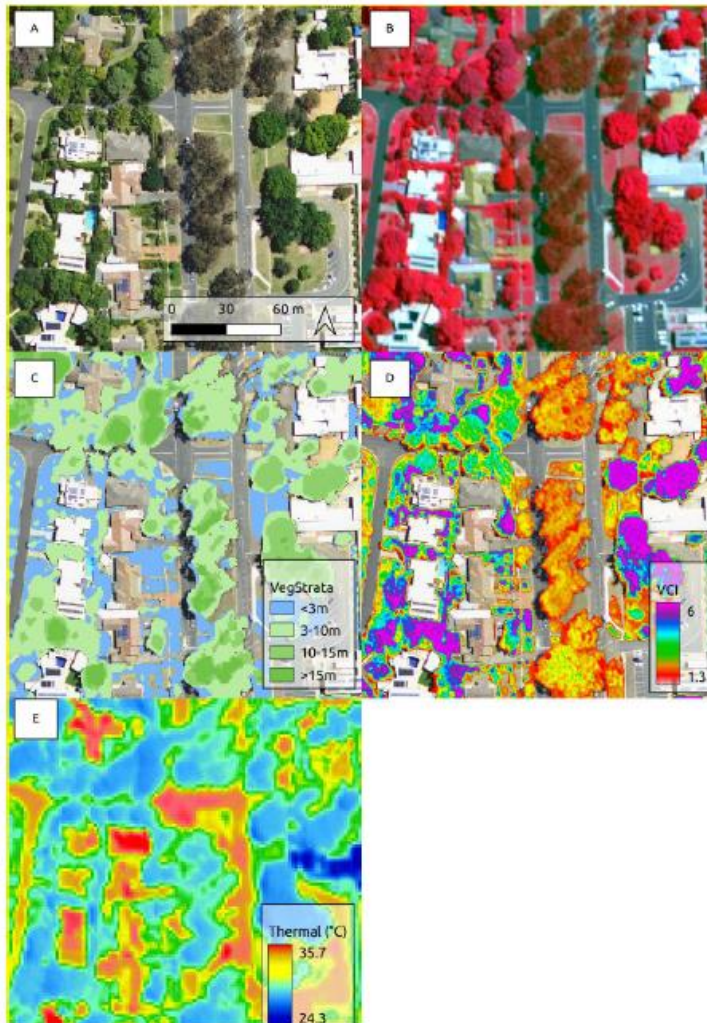 A
B
0 30 60 m
C
D
VegStrata
<3m
3-10m
10-15m
>15m
VCI
6
1.3
E
Thermal (°C)
35.7
24.3